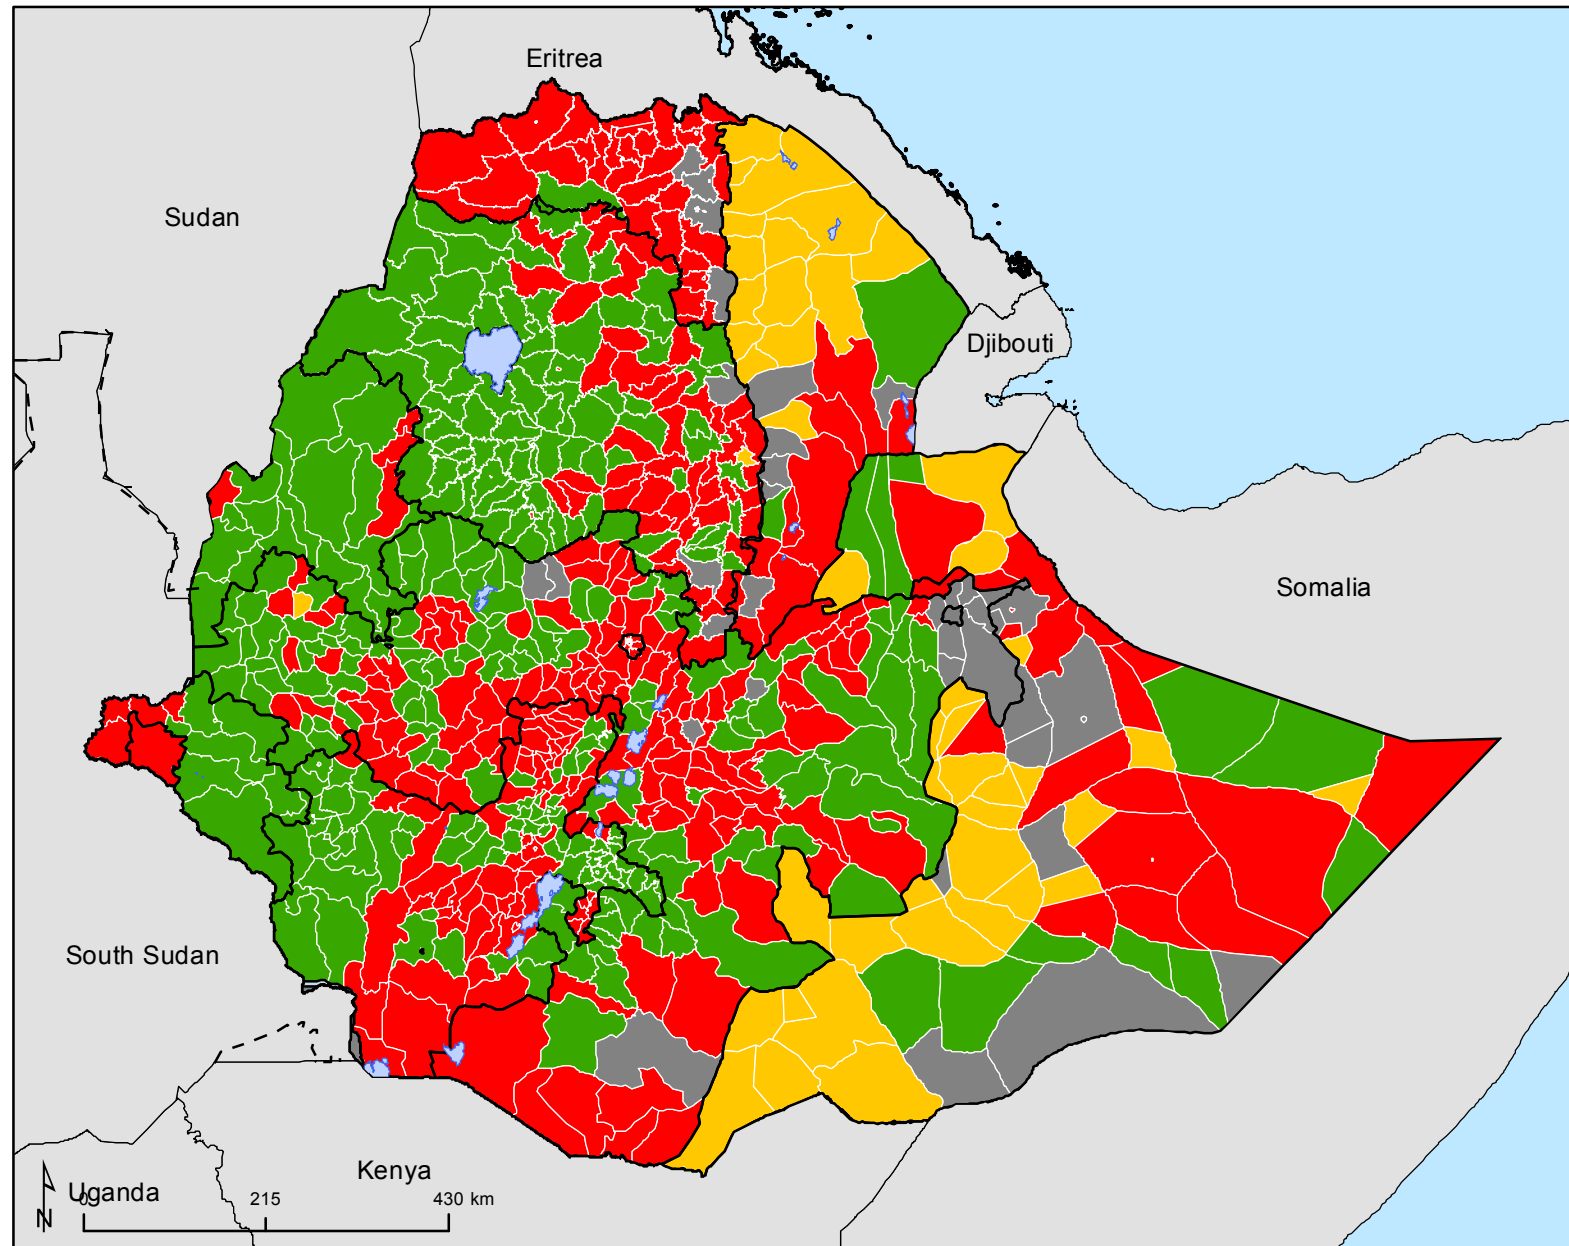 Eritrea
Sudan
Djibouti
Somalia
South Sudan
Kenya
Uganda
0 215 430 km
N